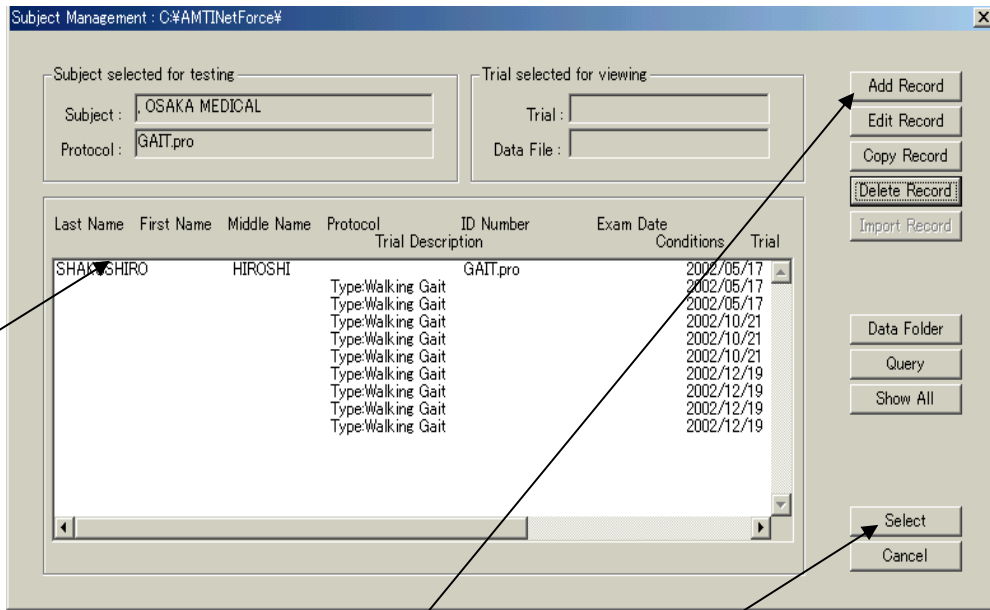 Subject Management : C:¥AMTINetForce¥
Subject selected for testing
Subject : , OSAKA MEDICAL
Protocol : GAIT.pro
Trial selected for viewing
Trial :
Data File :
Add Record
Edit Record
Copy Record
Delete Record
Import Record
Last Name First Name Middle Name Protocol ID Number Exam Date
Trial Description Conditions Trial
SHAKUSHIRO HIROSHI GAIT.pro 2002/05/17
Type:Walking Gait 2002/05/17
Type:Walking Gait 2002/05/17
Type:Walking Gait 2002/10/21
Type:Walking Gait 2002/10/21
Type:Walking Gait 2002/10/21
Type:Walking Gait 2002/12/19
Type:Walking Gait 2002/12/19
Type:Walking Gait 2002/12/19
Type:Walking Gait 2002/12/19
Data Folder
Query
Show All
Select
Cancel